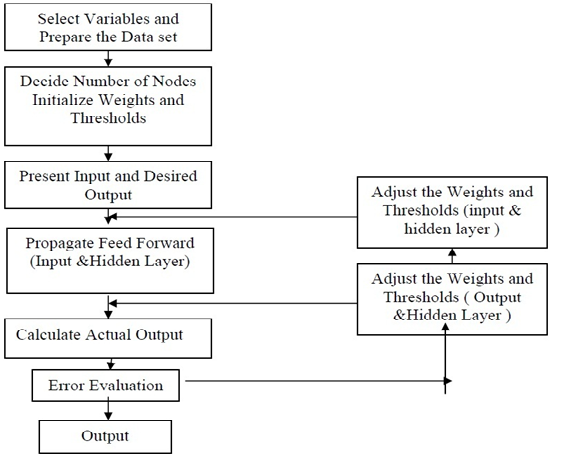 Select Variables and
Prepare the Data set
Decide Number of Nodes
Initialize Weights and
Thresholds
Present Input and Desired
Output
Propagate Feed Forward
(Input &Hidden Layer)
Calculate Actual Output
Error Evaluation
Output
Adjust the Weights and
Thresholds (input &
hidden layer )
Adjust the Weights and
Thresholds ( Output
&Hidden Layer )